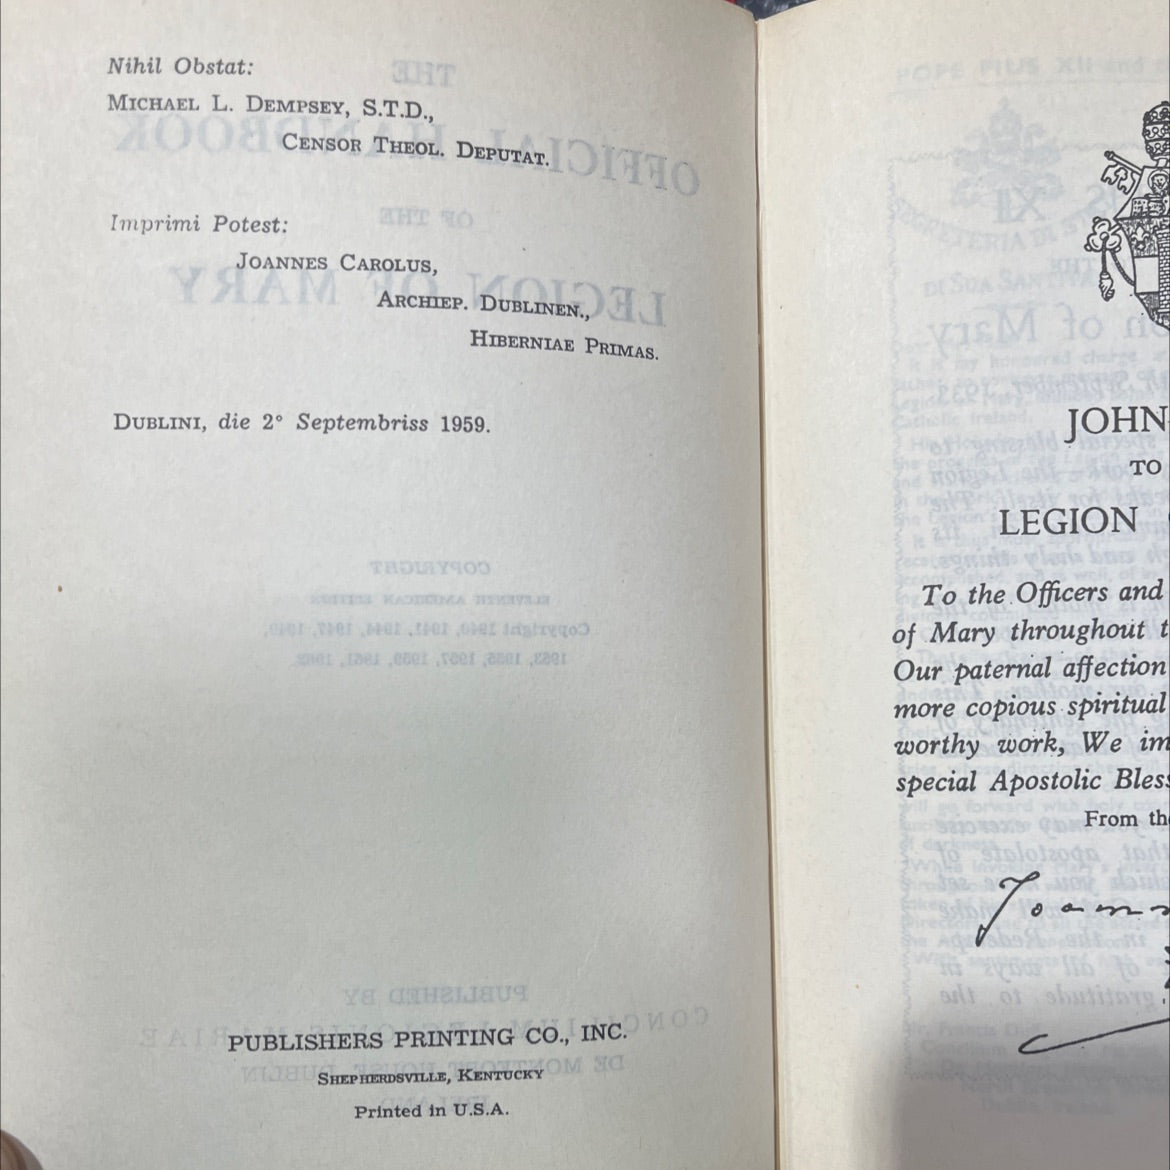 Nihil Obstat:
MICHAEL L. DEMPSEY, S.T.D.,
CENSOR THEOL. DEPUTAT.
Imprimi Potest:
JOANNES CAROLUS,
ARCHIEP. DUBLINEN.,
HIBERNIAE PRIMAS.
DUBLINI, die 2° Septembriss 1959.
PUBLISHERS PRINTING CO., INC.
SHEPHERDSVILLE, KENTUCKY
Printed in U.S.A.
JOHN
TO
LEGION
To the Officers and
of Mary throughout t
Our paternal affection
more copious spiritual
worthy work, We im
special Apostolic Bless
From th